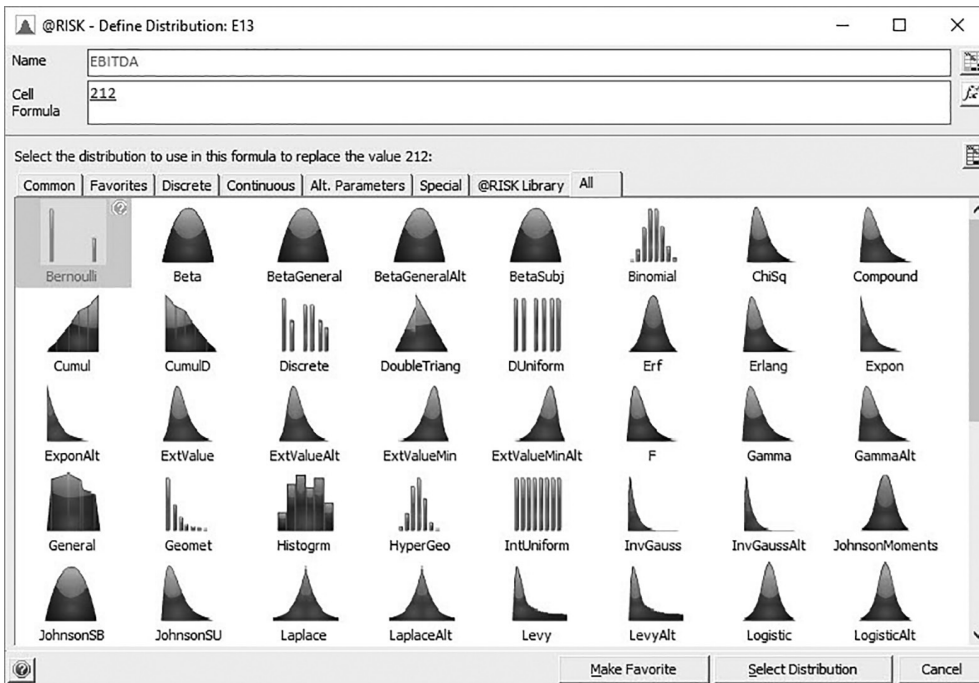 @RISK - Define Distribution: E13
Name EBITDA
Cell Formula 212
Select the distribution to use in this formula to replace the value 212:
Common Favorites Discrete Continuous Alt. Parameters Special @RISK Library All
Bernoulli Beta BetaGeneral BetaGeneralAlt BetaSubj Binomial ChiSq Compound
Cumul CumulD Discrete DoubleTriang DUniform Erf Erlang Expon
ExponAlt ExtValue ExtValueAlt ExtValueMin ExtValueMinAlt F Gamma GammaAlt
General Geomet Histogrm HyperGeo IntUniform InvGauss InvGaussAlt JohnsonMoments
JohnsonSB JohnsonSU Laplace LaplaceAlt Levy LevyAlt Logistic LogisticAlt
Make Favorite Select Distribution Cancel